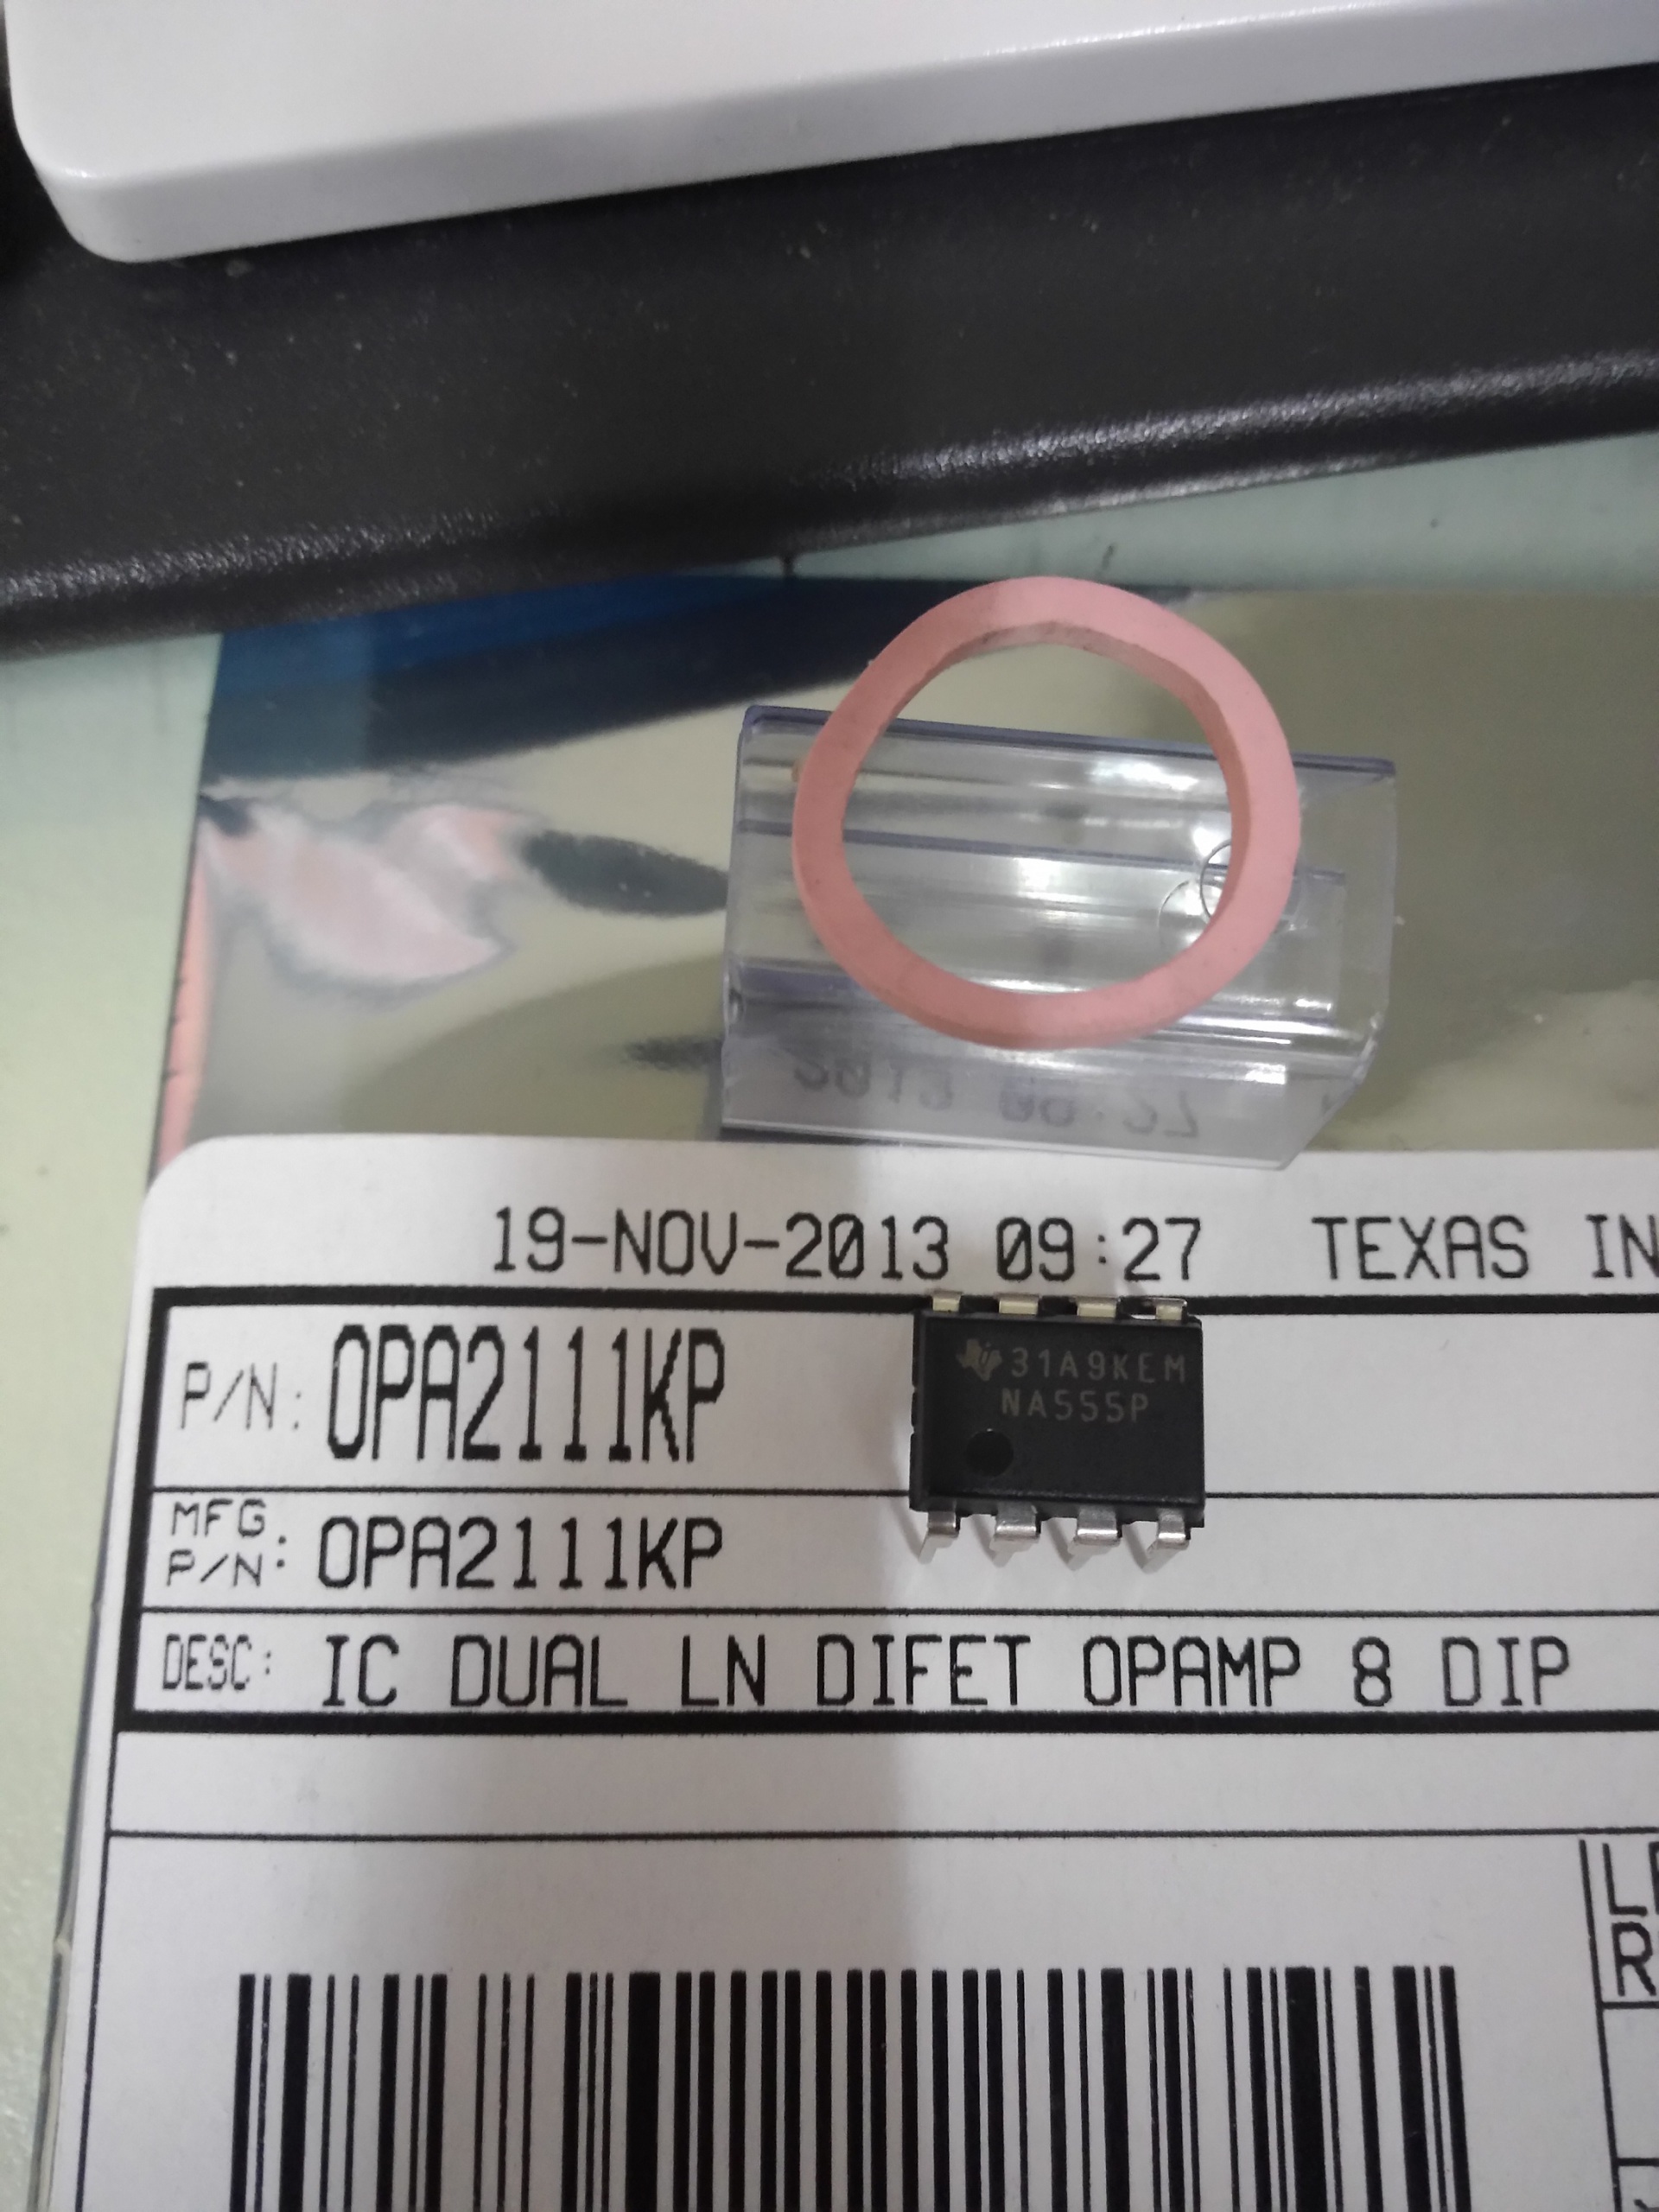 19-NOV-2013 09:27 TEXAS IN
P/N: OPA2111KP
31A9KEM
NA555P
MFG
P/N: OPA2111KP
DESC: IC DUAL LN DIFET OPAMP 8 DIP